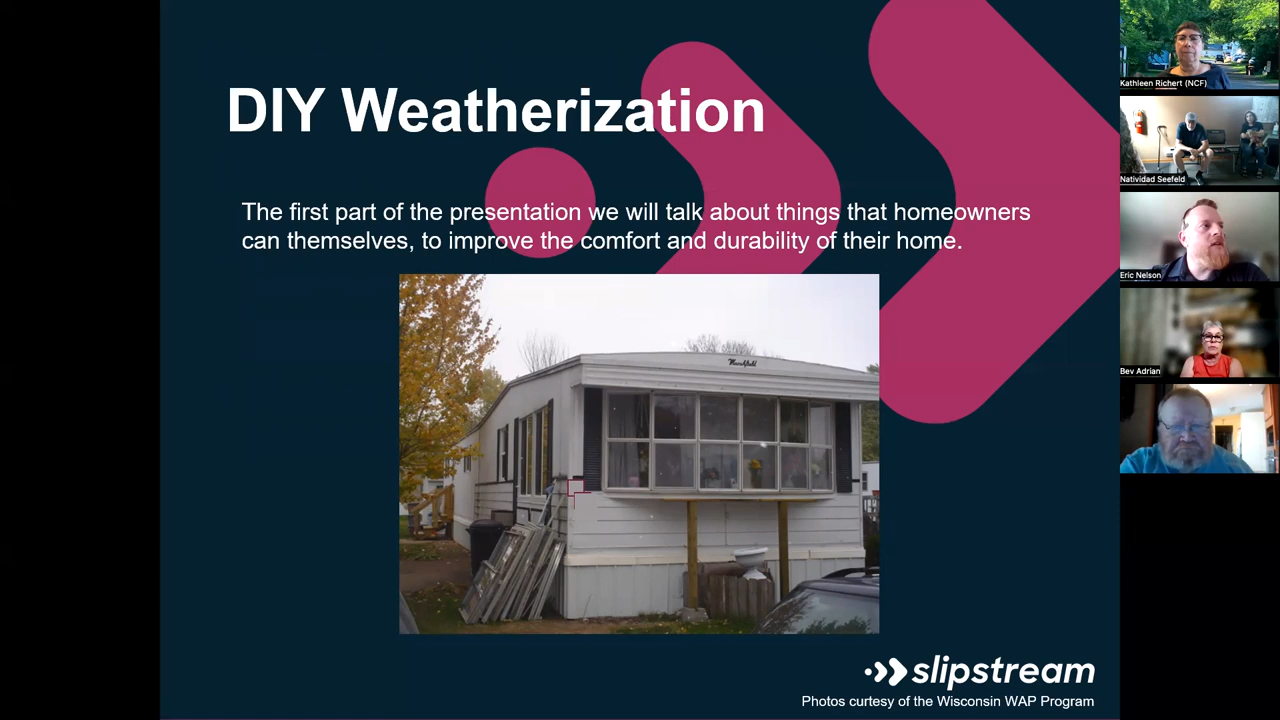 DIY Weatherization
The first part of the presentation we will talk about things that homeowners
can themselves, to improve the comfort and durability of their home.
slipstream
Photos curtesy of the Wisconsin WAP Program
Kathleen Richert (NCF)
Natividad Seefeld
Eric Nelson
Bev Adrian